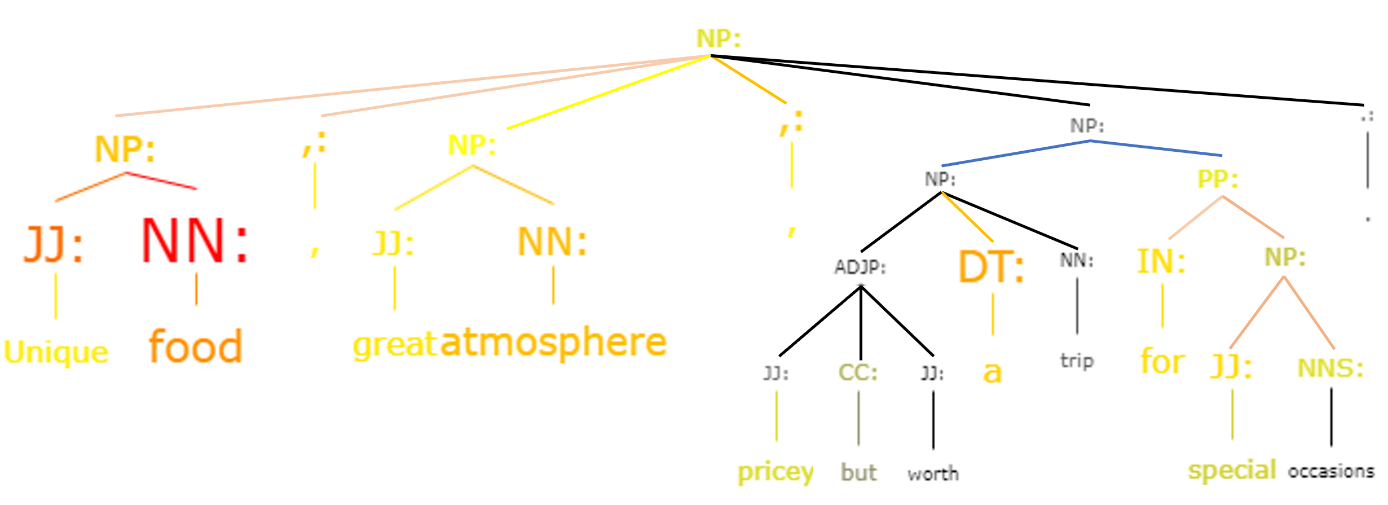 NP:
NP: ,: NP: ,: NP: .:
JJ: NN: , JJ: NN: , NP: PP: .
ADJP: DT: NN: IN: NP:
Unique food great atmosphere JJ: CC: JJ: a trip for JJ: NNS:
pricey but worth special occasions